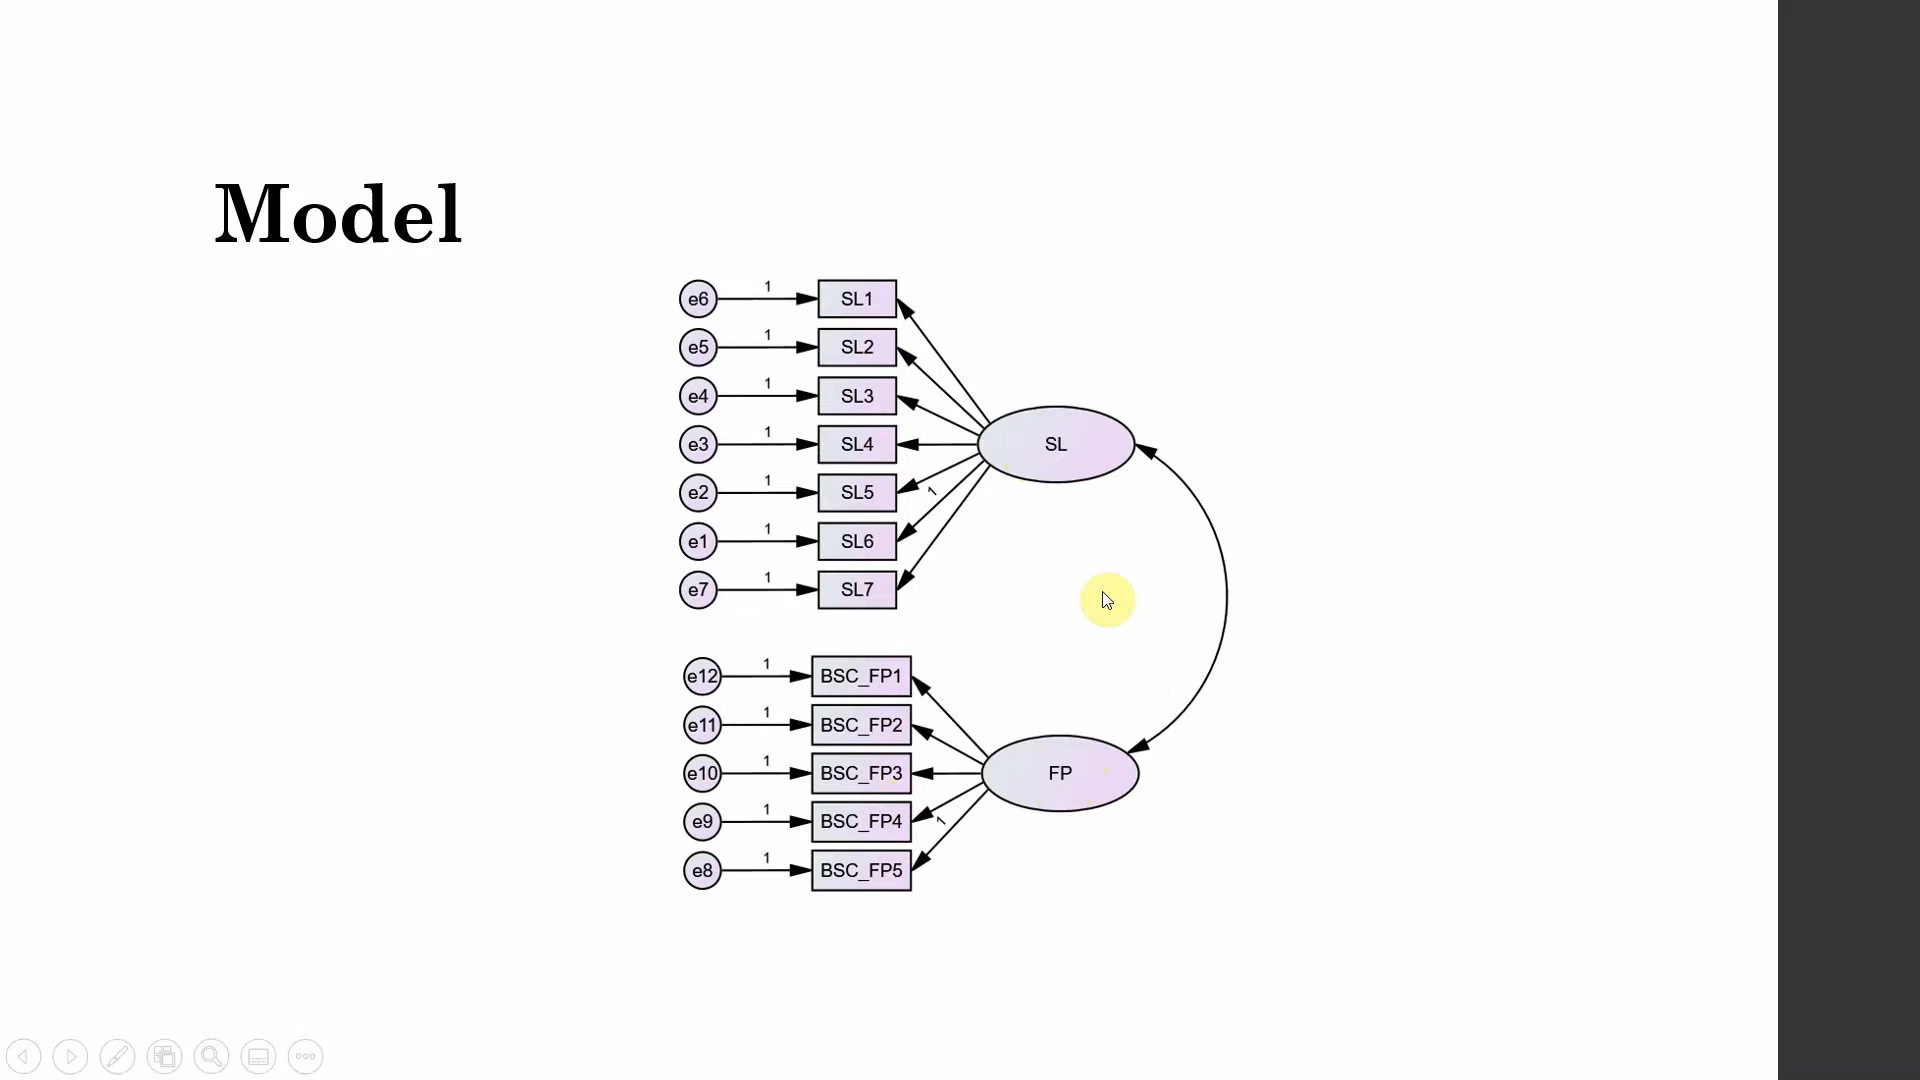 Model
e6 1 SL1
e5 1 SL2
e4 1 SL3
e3 1 SL4 SL
e2 1 SL5 1
e1 1 SL6
e7 1 SL7
e12 1 BSC_FP1
e11 1 BSC_FP2
e10 1 BSC_FP3 FP
e9 1 BSC_FP4 1
e8 1 BSC_FP5